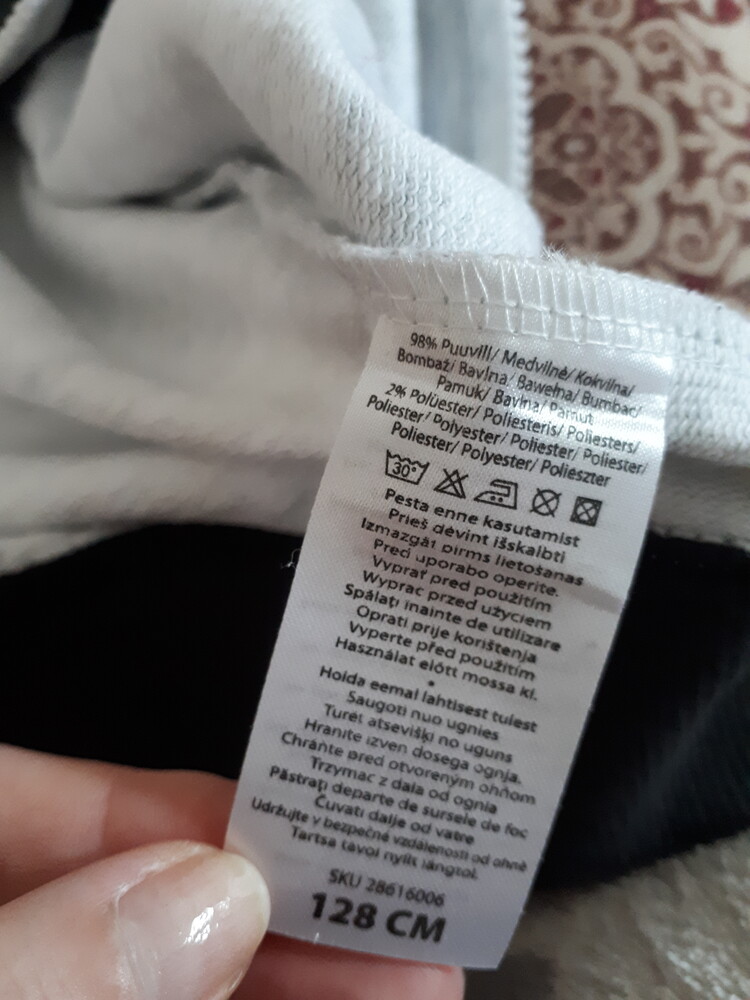 98% Puuvill/ Medvilnė/ Kokvilna/
Bombaž/ Bavlna/ Bawełna/ Bumbac/
Pamuk/ Bavlna/ Pamut
2% Polüester/ Poliesteris/ Poliesters/
Poliester/ Polyester/ Poliester/ Poliester/
Poliester/ Polyester/ Poliészter
30°
Pesta enne kasutamist
Prieš dėvint išskalbti
Izmazgāt pirms lietošanas
Pred uporabo operite.
Vyprať pred použitím
Wyprać przed użyciem
Spălați înainte de utilizare
Oprati prije korištenja
Vyperte před použitím
Használat előtt mossa ki.
Hoida eemal lahtisest tulest
Saugoti nuo ugnies
Turēt atsevišķi no uguns
Hranite izven dosega ognja.
Chráňte pred otvoreným ohňom
Trzymać z dala od ognia
Păstrați departe de sursele de foc
Čuvati dalje od vatre
Udržujte v bezpečné vzdálenosti od ohně
Tartsa távol nyílt lángtól.
SKU 28616006
128 CM